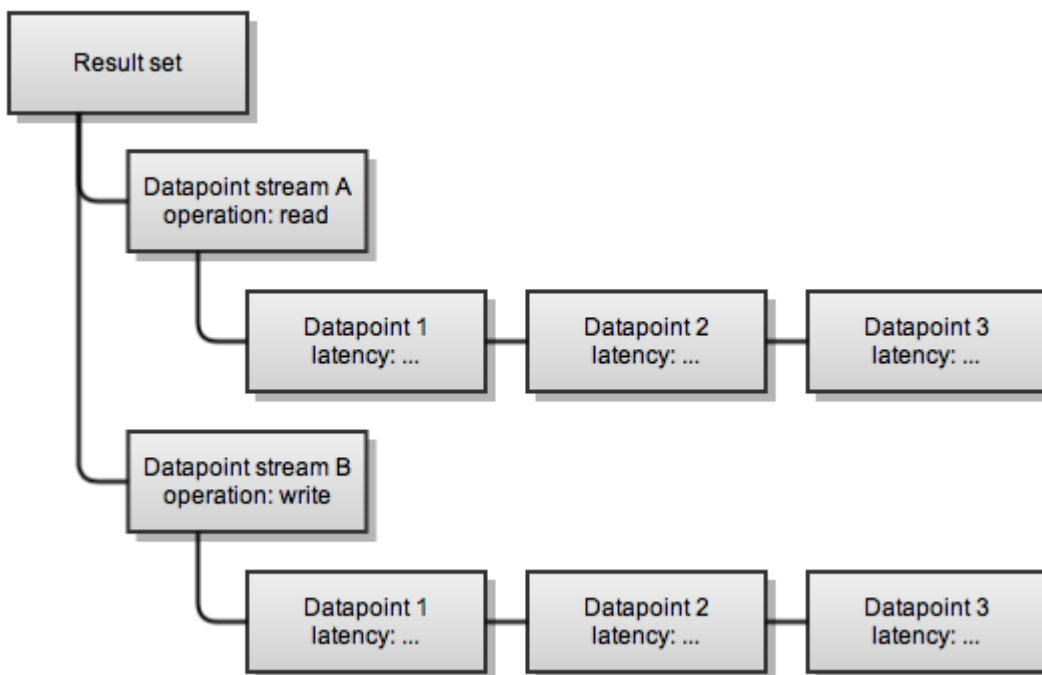 Result set
Datapoint stream A
operation: read
Datapoint 1
latency: ...
Datapoint 2
latency: ...
Datapoint 3
latency: ...
Datapoint stream B
operation: write
Datapoint 1
latency: ...
Datapoint 2
latency: ...
Datapoint 3
latency: ...